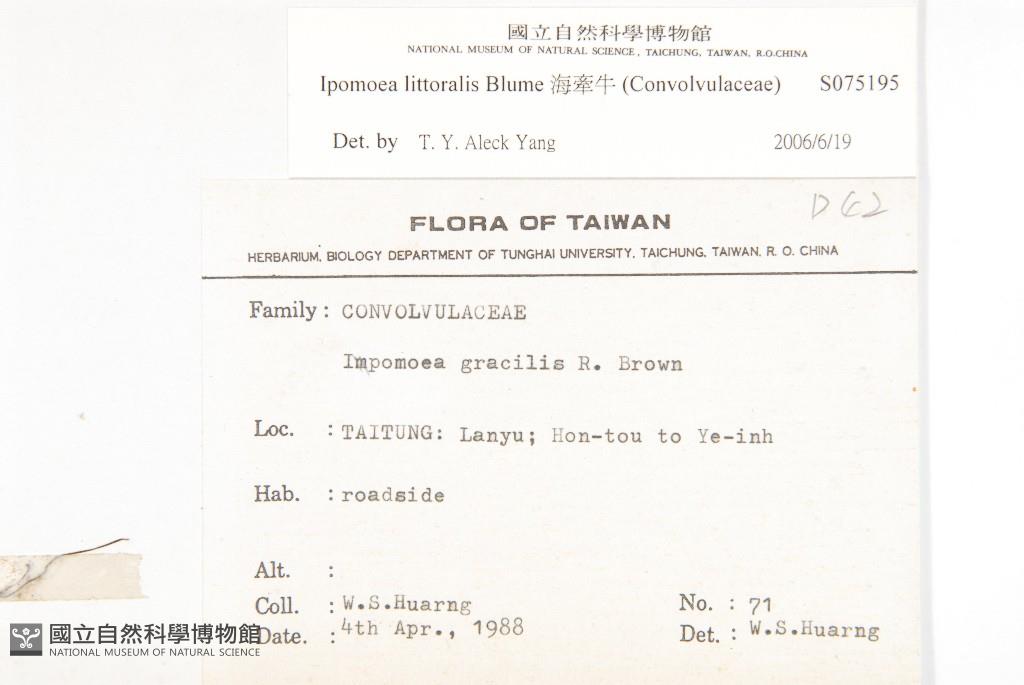 國立自然科學博物館
NATIONAL MUSEUM OF NATURAL SCIENCE, TAICHUNG, TAIWAN, R.O.CHINA
Ipomoea littoralis Blume 海牽牛 (Convolvulaceae) S075195
Det. by T. Y. Aleck Yang 2006/6/19
D62
FLORA OF TAIWAN
HERBARIUM, BIOLOGY DEPARTMENT OF TUNGHAI UNIVERSITY, TAICHUNG, TAIWAN, R. O. CHINA
Family : CONVOLVULACEAE
Impomoea gracilis R. Brown
Loc. : TAITUNG: Lanyu; Hon-tou to Ye-inh
Hab. : roadside
Alt. :
Coll. : W.S.Huarng No. : 71
Date. : 4th Apr., 1988 Det. : W.S.Huarng
國立自然科學博物館
NATIONAL MUSEUM OF NATURAL SCIENCE